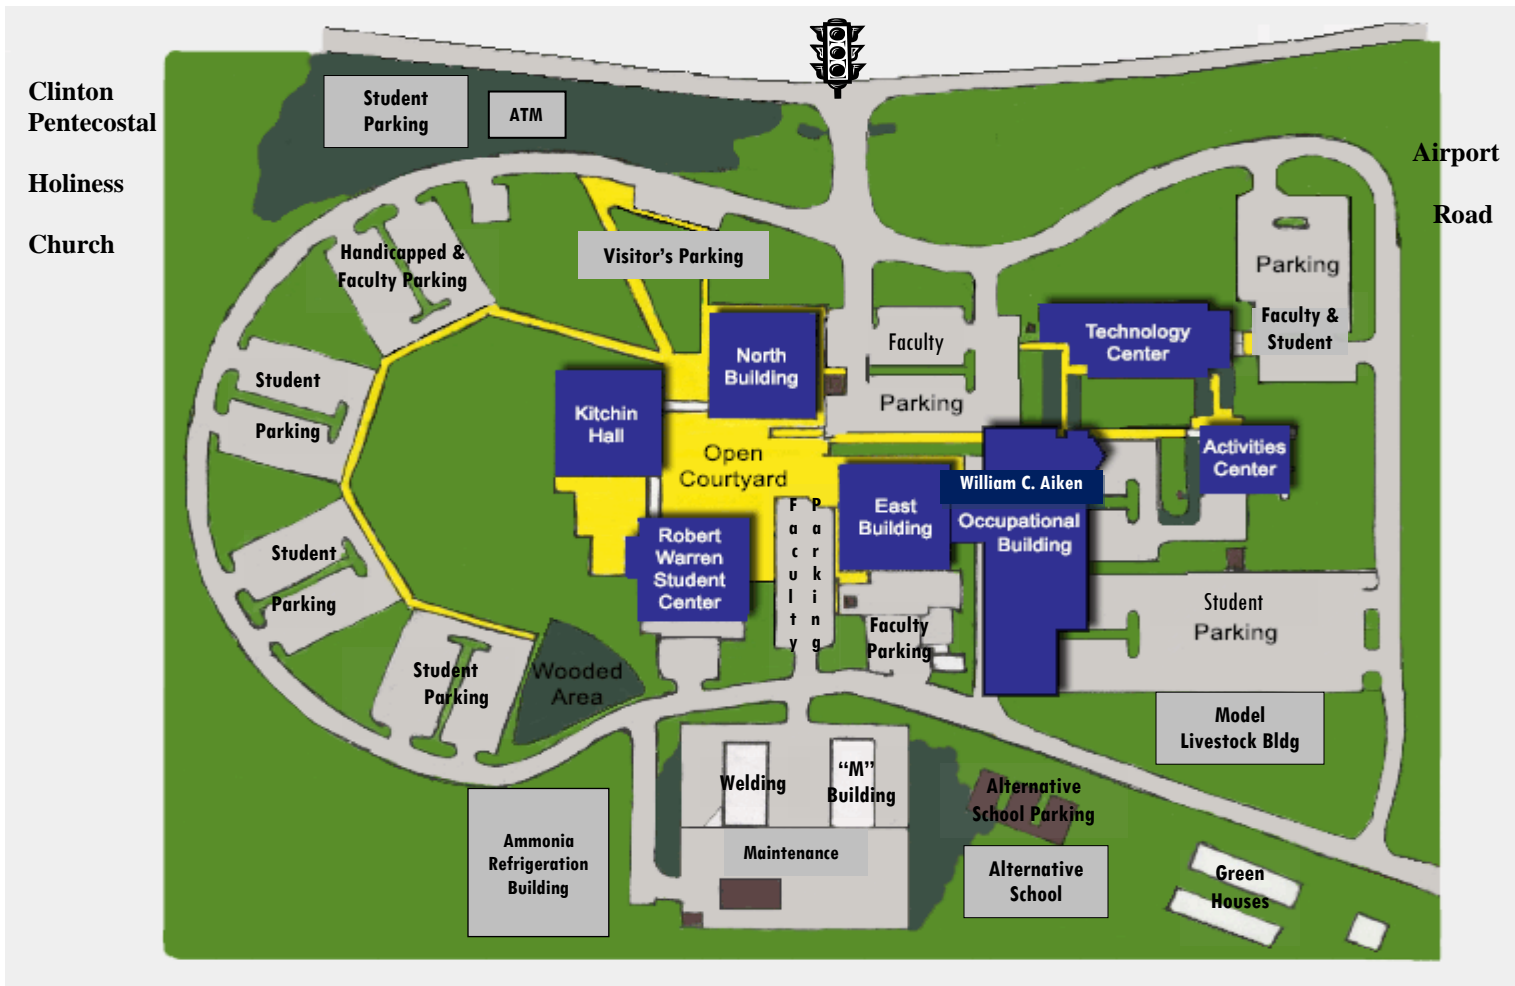 Clinton
Pentecostal
Holiness
Church
Student
Parking
ATM
Airport
Road
Handicapped &
Faculty Parking
Visitor's Parking
Parking
Faculty &
Student
North
Building
Faculty
Parking
Technology
Center
Student
Parking
Kitchin
Hall
Open
Courtyard
Activities
Center
William C. Aiken
Occupational
Building
East
Building
Faculty
Parking
Robert
Warren
Student
Center
Student
Parking
Student
Parking
Faculty
Parking
Student
Parking
Wooded
Area
Model
Livestock Bldg
Welding
“M”
Building
Alternative
School Parking
Ammonia
Refrigeration
Building
Maintenance
Alternative
School
Green
Houses